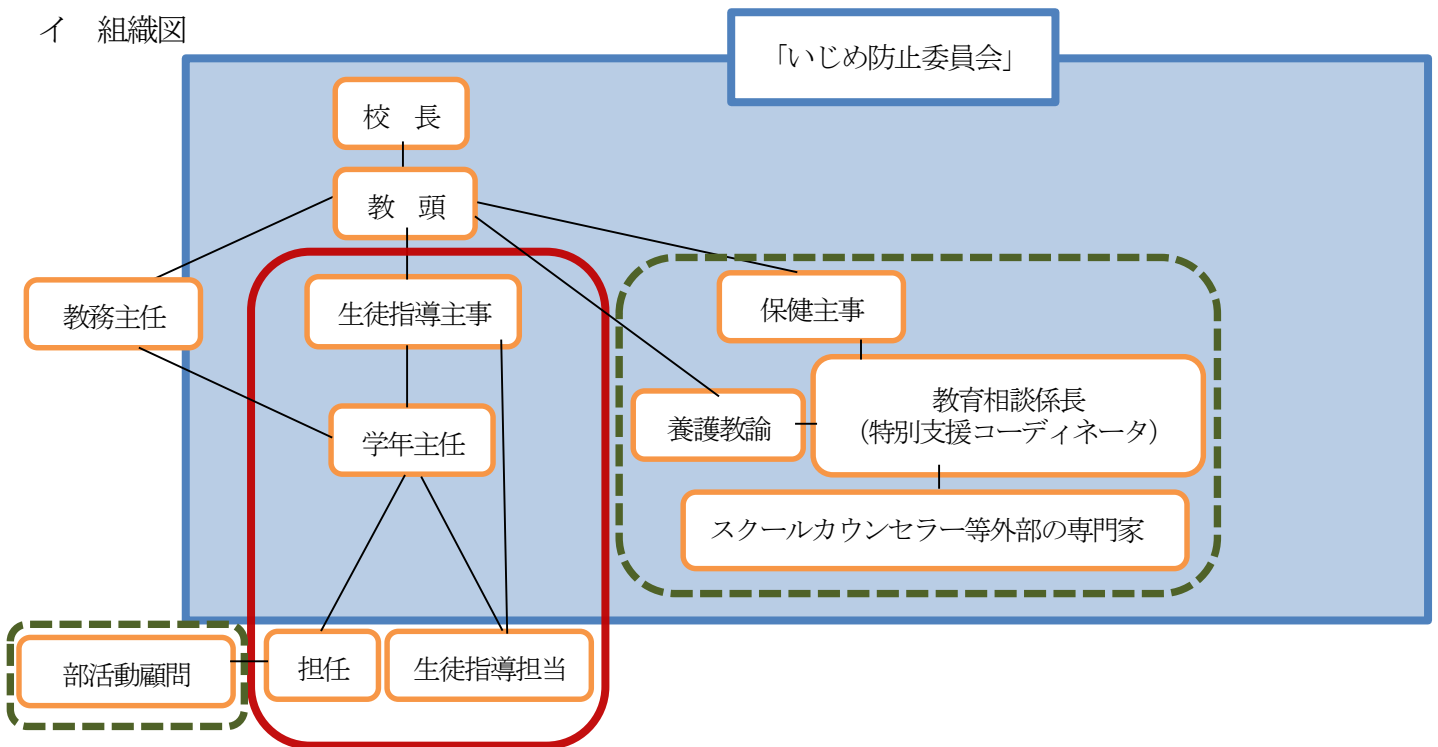 イ　組織図
「いじめ防止委員会」
校　長
教　頭
教務主任
生徒指導主事
保健主事
養護教諭
教育相談係長
（特別支援コーディネータ）
学年主任
スクールカウンセラー等外部の専門家
部活動顧問
担任
生徒指導担当